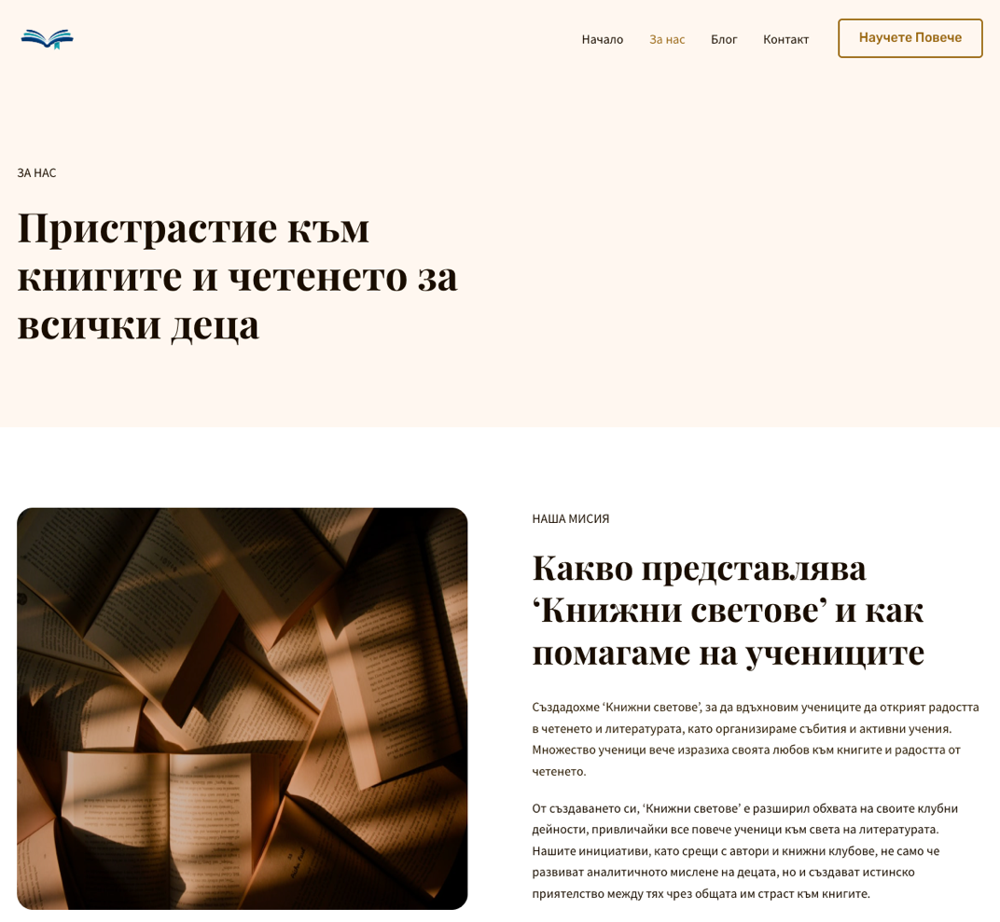 Начало За нас Блог Контакт Научете Повече
ЗА НАС
Пристрастие към
книгите и четенето за
всички деца
НАША МИСИЯ
Какво представлява
‘Книжни светове’ и как
помагаме на учениците
Създадохме ‘Книжни светове’, за да вдъхновим учениците да открият радостта
в четенето и литературата, като организираме събития и активни учения.
Множество ученици вече изразиха своята любов към книгите и радостта от
четенето.
От създаването си, ‘Книжни светове’ е разширил обхвата на своите клубни
дейности, привличайки все повече ученици към света на литературата.
Нашите инициативи, като срещи с автори и книжни клубове, не само че
развиват аналитичното мислене на децата, но и създават истинско
приятелство между тях чрез общата им страст към книгите.